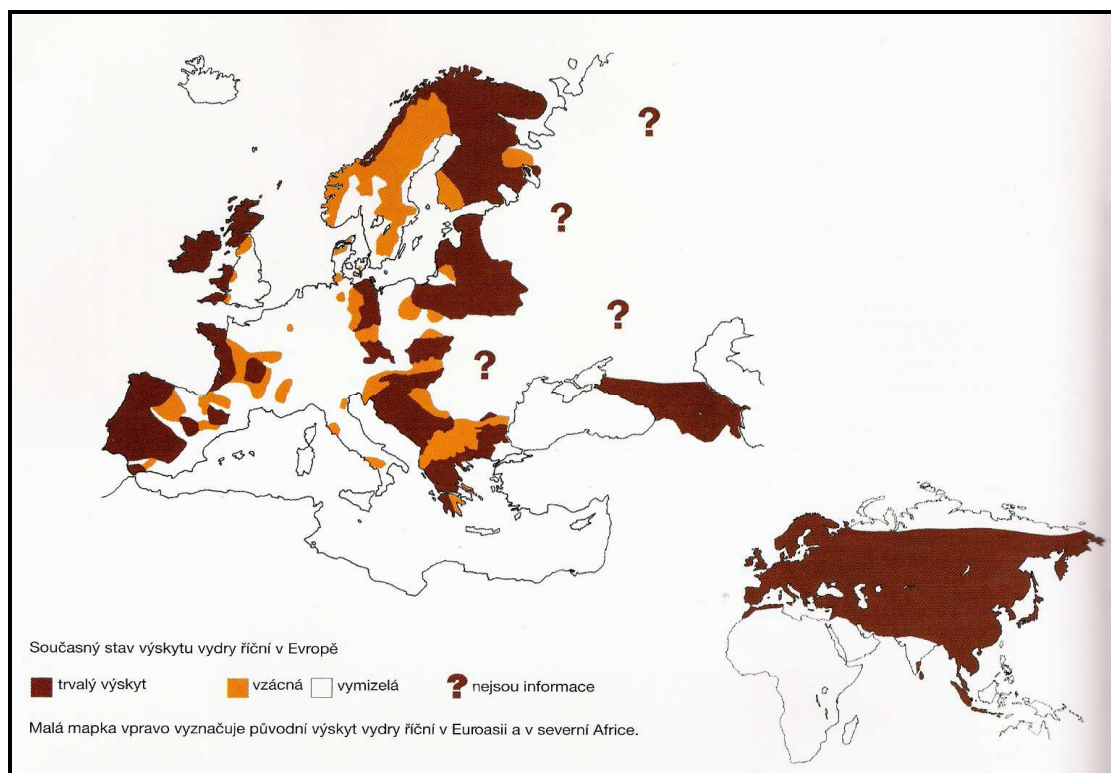 ?
?
?
?
Současný stav výskytu vydry říční v Evropě
trvalý výskyt vzácná vymizelá ? nejsou informace
Malá mapka vpravo vyznačuje původní výskyt vydry říční v Euroasii a v severní Africe.